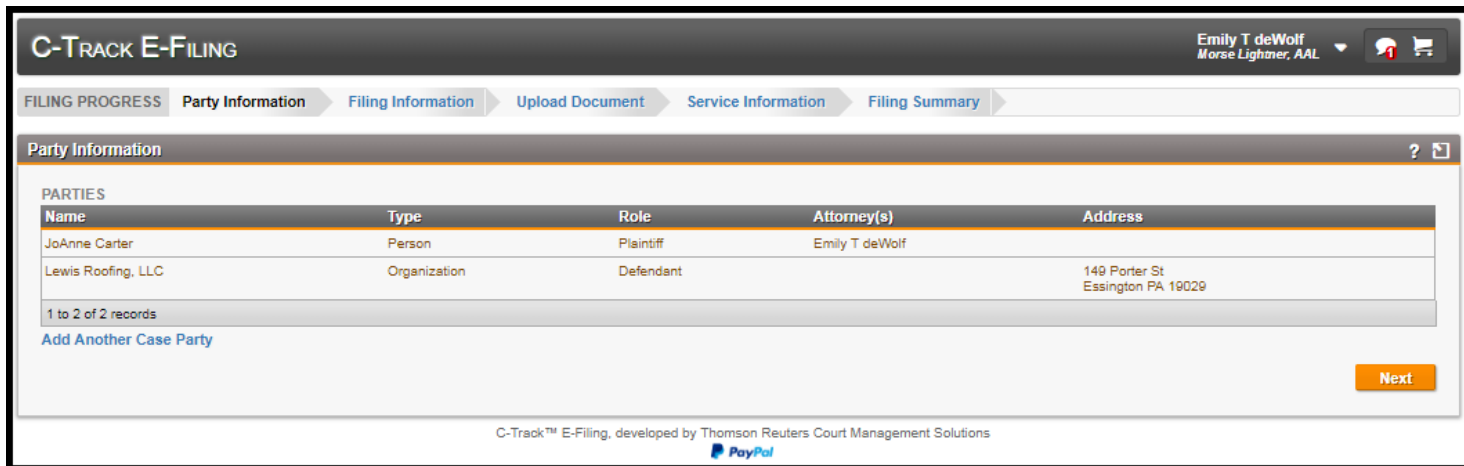 C-TRACK E-FILING
Emily T deWolf
Morse Lightner, AAL
1
FILING PROGRESS Party Information Filing Information Upload Document Service Information Filing Summary
Party Information ?
PARTIES
Name Type Role Attorney(s) Address
JoAnne Carter Person Plaintiff Emily T deWolf
Lewis Roofing, LLC Organization Defendant 149 Porter St
Essington PA 19029
1 to 2 of 2 records
Add Another Case Party
Next
C-Track™ E-Filing, developed by Thomson Reuters Court Management Solutions
PayPal